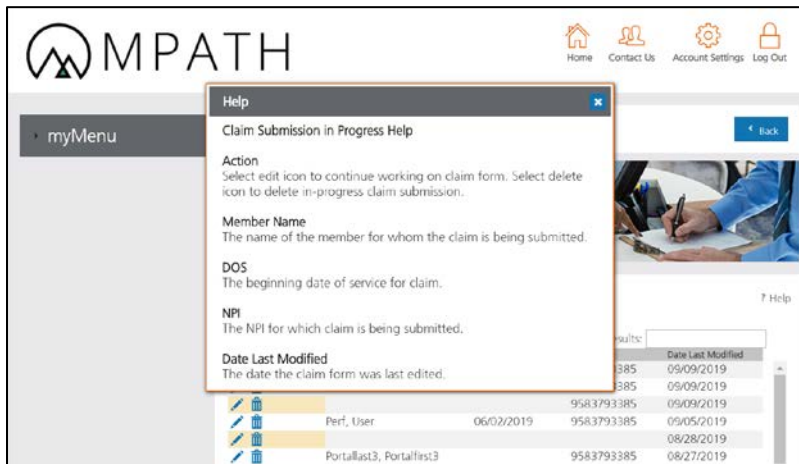 MPATH
Home Contact Us Account Settings Log Out
myMenu
Back
Help
Claim Submission in Progress Help
Action
Select edit icon to continue working on claim form. Select delete
icon to delete in-progress claim submission.
Member Name
The name of the member for whom the claim is being submitted.
DOS
The beginning date of service for claim.
NPI
The NPI for which claim is being submitted.
Date Last Modified
The date the claim form was last edited.
? Help
sults:
Date Last Modified
3385 09/09/2019
3385 09/09/2019
9583793385 09/09/2019
Perf, User 06/02/2019 9583793385 09/05/2019
08/28/2019
Portallast3, Portalfirst3 9583793385 08/27/2019